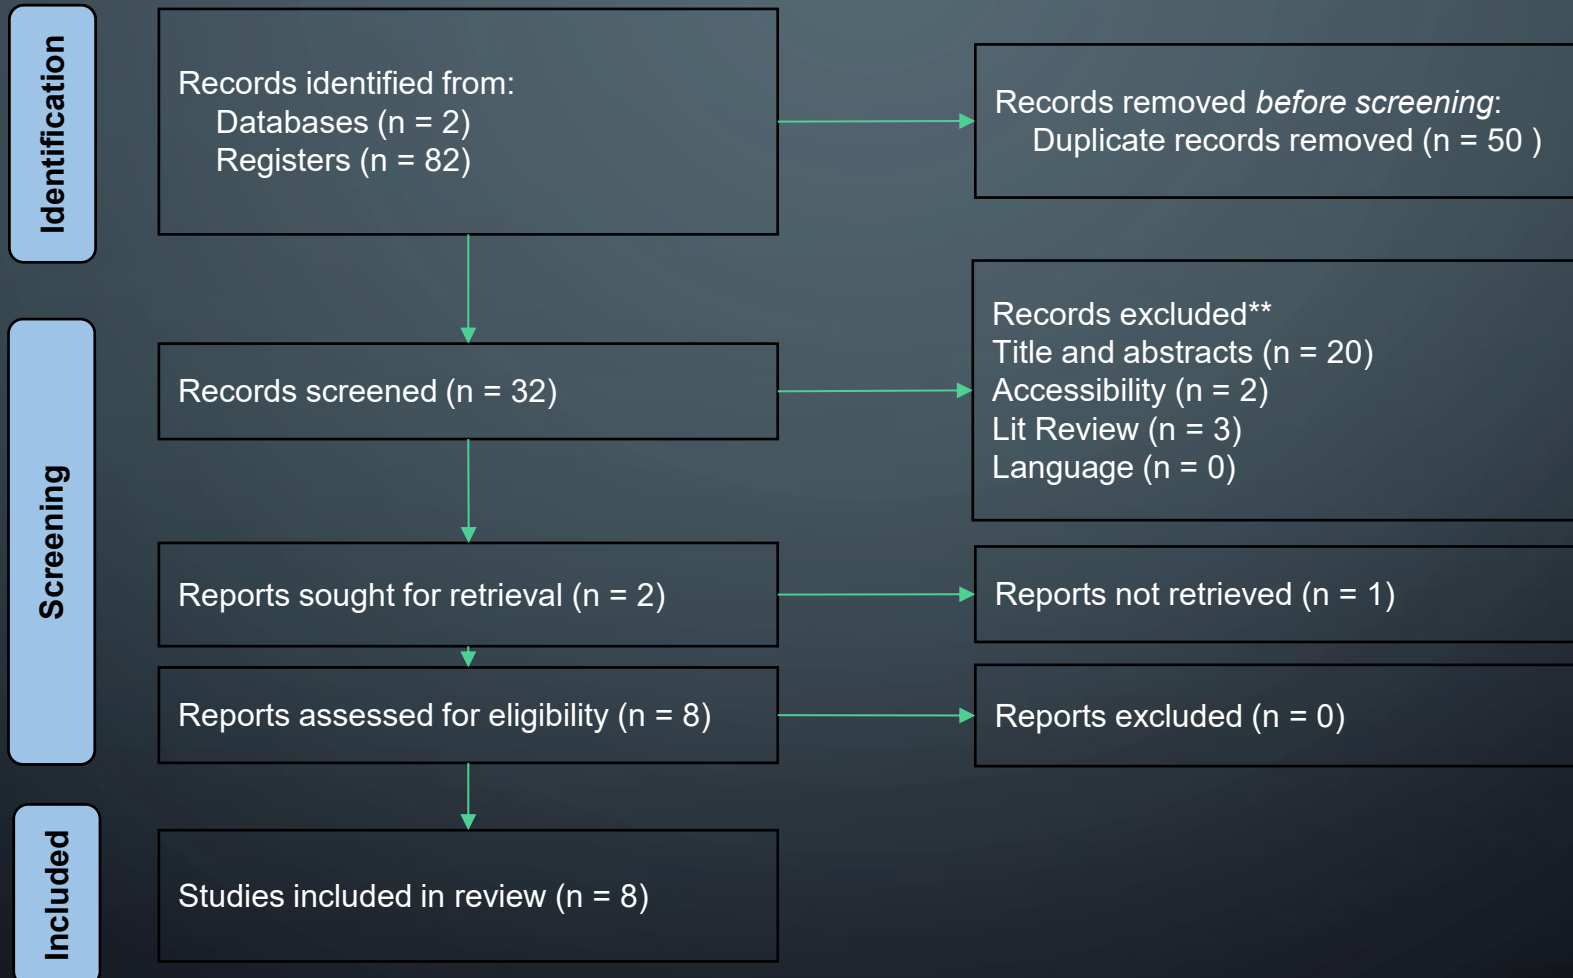 Identification
Records identified from:
Databases (n = 2)
Registers (n = 82)
Records removed before screening:
Duplicate records removed (n = 50 )
Screening
Records screened (n = 32)
Records excluded**
Title and abstracts (n = 20)
Accessibility (n = 2)
Lit Review (n = 3)
Language (n = 0)
Reports sought for retrieval (n = 2)
Reports not retrieved (n = 1)
Reports assessed for eligibility (n = 8)
Reports excluded (n = 0)
Included
Studies included in review (n = 8)